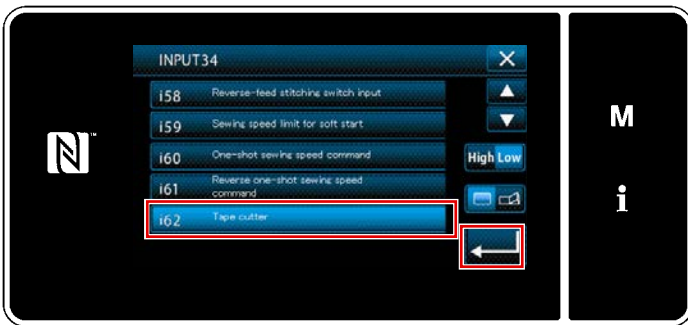 INPUT34
i58 Reverse-feed stitching switch input
i59 Sewing speed limit for soft start
i60 One-shot sewing speed command
High Low
i61 Reverse one-shot sewing speed
command
i62 Tape cutter
M
i